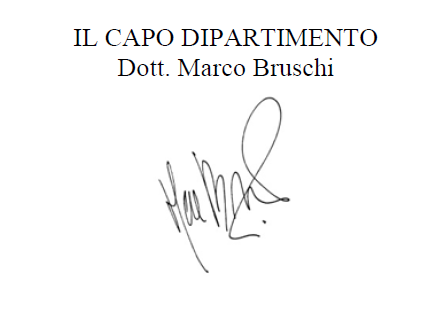 IL CAPO DIPARTIMENTO
Dott. Marco Bruschi